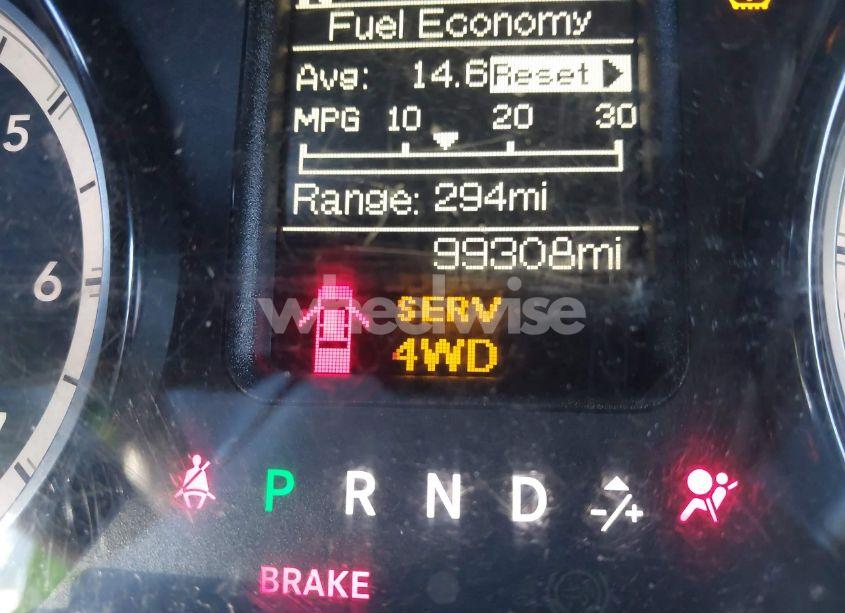 Fuel Economy
Avg: 14.6 Reset
MPG 10 20 30
Range: 294mi
99308mi
SERV
4WD
wheelwise
5
6
7
P R N D -/+
BRAKE